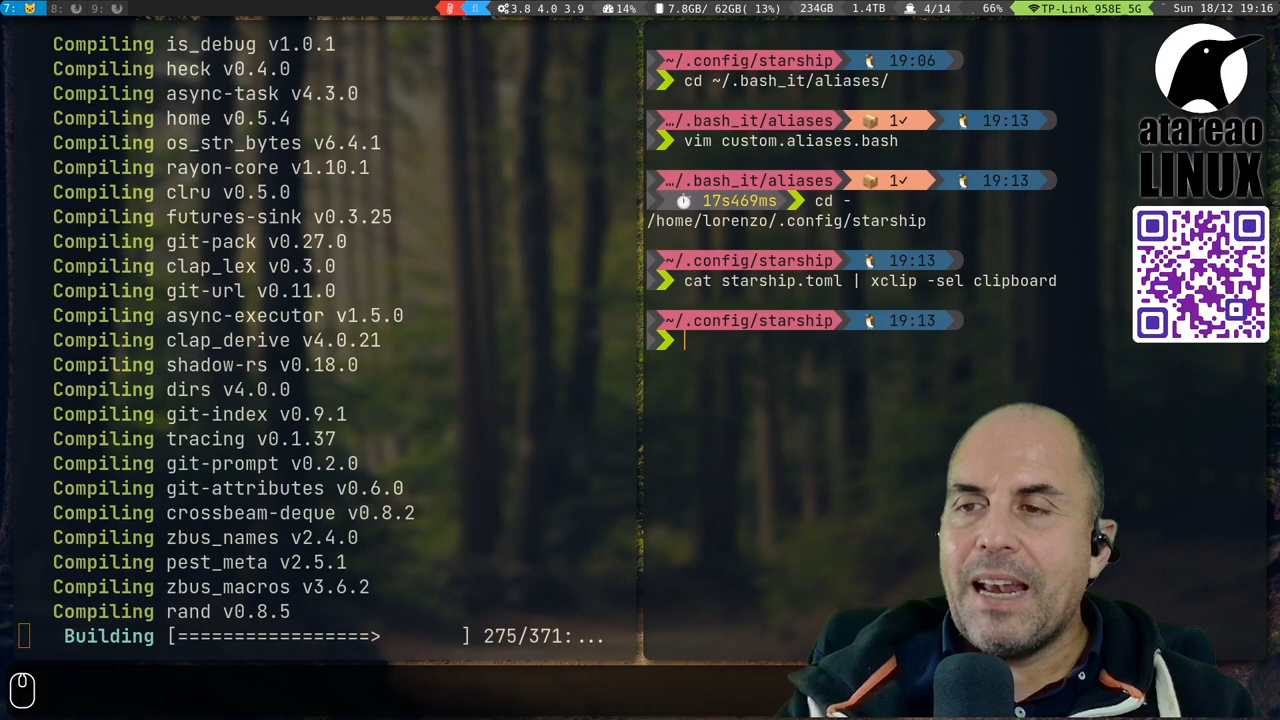 7: 8: 9: 3.8 4.0 3.9 14% 7.8GB/ 62GB( 13%) 234GB 1.4TB 4/14 66% TP-Link 958E 5G Sun 18/12 19:16
Compiling is_debug v1.0.1
Compiling heck v0.4.0
Compiling async-task v4.3.0
Compiling home v0.5.4
Compiling os_str_bytes v6.4.1
Compiling rayon-core v1.10.1
Compiling clru v0.5.0
Compiling futures-sink v0.3.25
Compiling git-pack v0.27.0
Compiling clap_lex v0.3.0
Compiling git-url v0.11.0
Compiling async-executor v1.5.0
Compiling clap_derive v4.0.21
Compiling shadow-rs v0.18.0
Compiling dirs v4.0.0
Compiling git-index v0.9.1
Compiling tracing v0.1.37
Compiling git-prompt v0.2.0
Compiling git-attributes v0.6.0
Compiling crossbeam-deque v0.8.2
Compiling zbus_names v2.4.0
Compiling pest_meta v2.5.1
Compiling zbus_macros v3.6.2
Compiling rand v0.8.5
Building [=================> ] 275/371:...
~/.config/starship 19:06
cd ~/.bash_it/aliases/
…/.bash_it/aliases 1✓ 19:13
vim custom.aliases.bash
…/.bash_it/aliases 1✓ 19:13
17s469ms cd -
/home/lorenzo/.config/starship
~/.config/starship 19:13
cat starship.toml | xclip -sel clipboard
~/.config/starship 19:13
atareao
LINUX